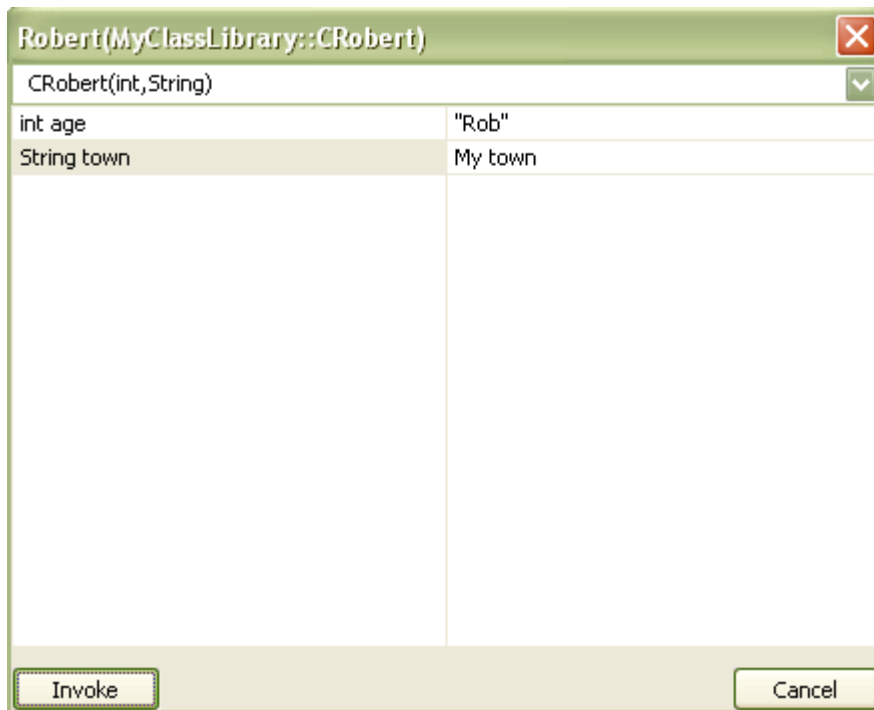 Robert(MyClassLibrary::CRobert)
CRobert(int,String)
int age "Rob"
String town My town
Invoke Cancel